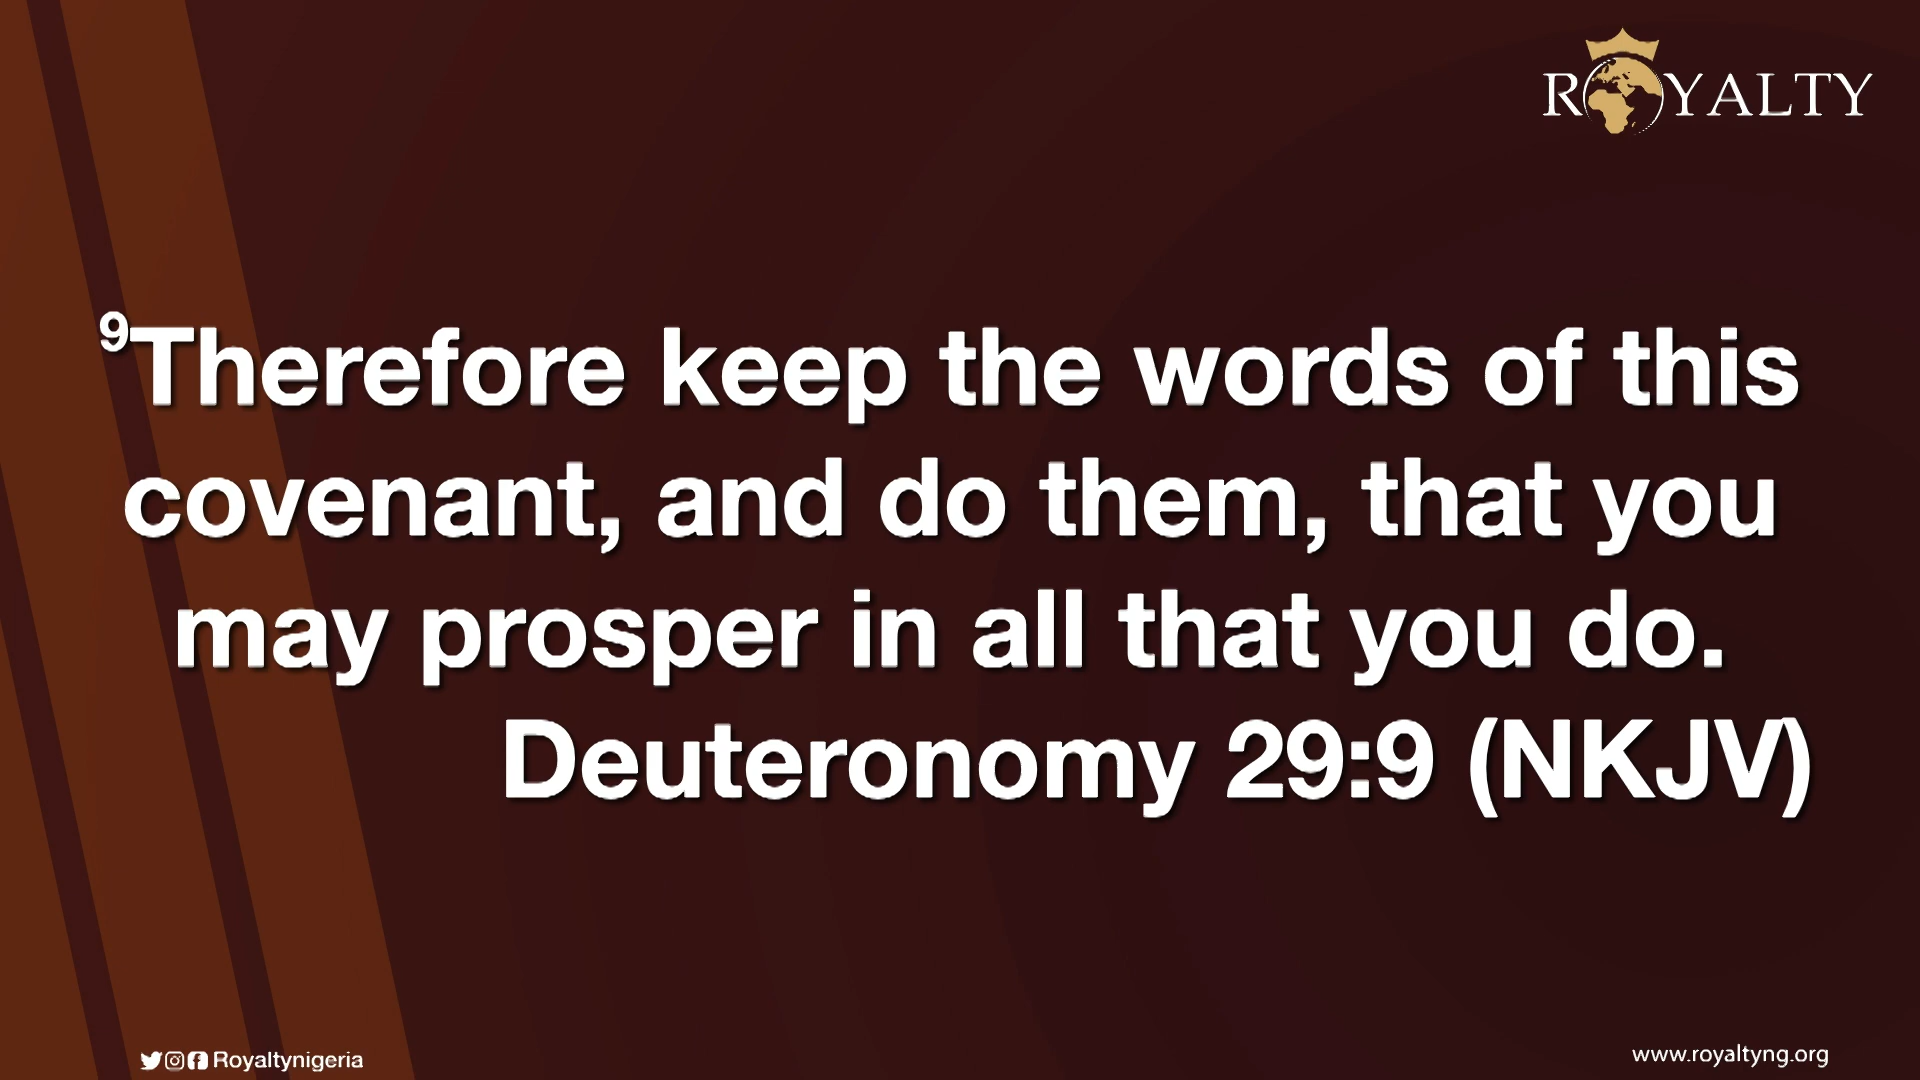 ROYALTY
9Therefore keep the words of this
covenant, and do them, that you
may prosper in all that you do.
Deuteronomy 29:9 (NKJV)
Royaltynigeria
www.royaltyng.org